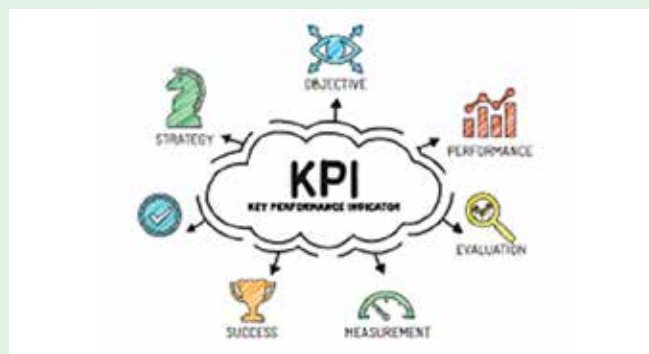 OBJECTIVE
STRATEGY
PERFORMANCE
KPI
KEY PERFORMANCE INDICATOR
EVALUATION
SUCCESS
MEASUREMENT